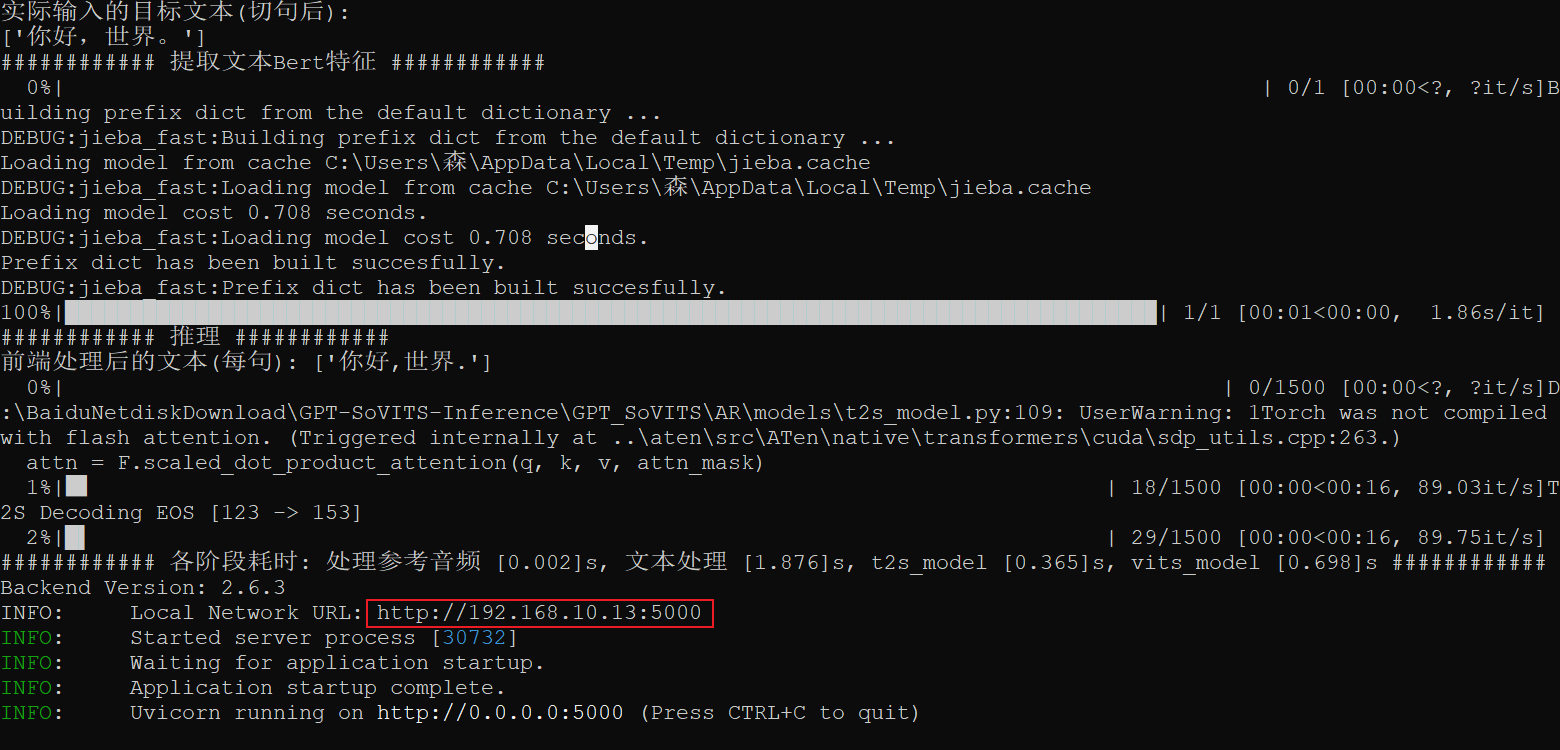 实际输入的目标文本(切句后):
['你好，世界。']
############ 提取文本Bert特征 ############
  0%|                                                                                            | 0/1 [00:00<?, ?it/s]B
uilding prefix dict from the default dictionary ...
DEBUG:jieba_fast:Building prefix dict from the default dictionary ...
Loading model from cache C:\Users\森\AppData\Local\Temp\jieba.cache
DEBUG:jieba_fast:Loading model from cache C:\Users\森\AppData\Local\Temp\jieba.cache
Loading model cost 0.708 seconds.
DEBUG:jieba_fast:Loading model cost 0.708 seconds.
Prefix dict has been built succesfully.
DEBUG:jieba_fast:Prefix dict has been built succesfully.
100%|████████████████████████████████████████████████████████████████████████████████████| 1/1 [00:01<00:00,  1.86s/it]
############ 推理 ############
前端处理后的文本(每句): ['你好,世界.']
  0%|                                                                                         | 0/1500 [00:00<?, ?it/s]D
:\BaiduNetdiskDownload\GPT-SoVITS-Inference\GPT_SoVITS\AR\models\t2s_model.py:109: UserWarning: 1Torch was not compiled
with flash attention. (Triggered internally at ..\aten\src\ATen\native\transformers\cuda\sdp_utils.cpp:263.)
  attn = F.scaled_dot_product_attention(q, k, v, attn_mask)
  1%|█▉                                                                              | 18/1500 [00:00<00:16, 89.03it/s]T
2S Decoding EOS [123 -> 153]
  2%|█▌                                                                              | 29/1500 [00:00<00:16, 89.75it/s]
############ 各阶段耗时: 处理参考音频 [0.002]s, 文本处理 [1.876]s, t2s_model [0.365]s, vits_model [0.698]s ############
Backend Version: 2.6.3
INFO:     Local Network URL: http://192.168.10.13:5000
INFO:     Started server process [30732]
INFO:     Waiting for application startup.
INFO:     Application startup complete.
INFO:     Uvicorn running on http://0.0.0.0:5000 (Press CTRL+C to quit)